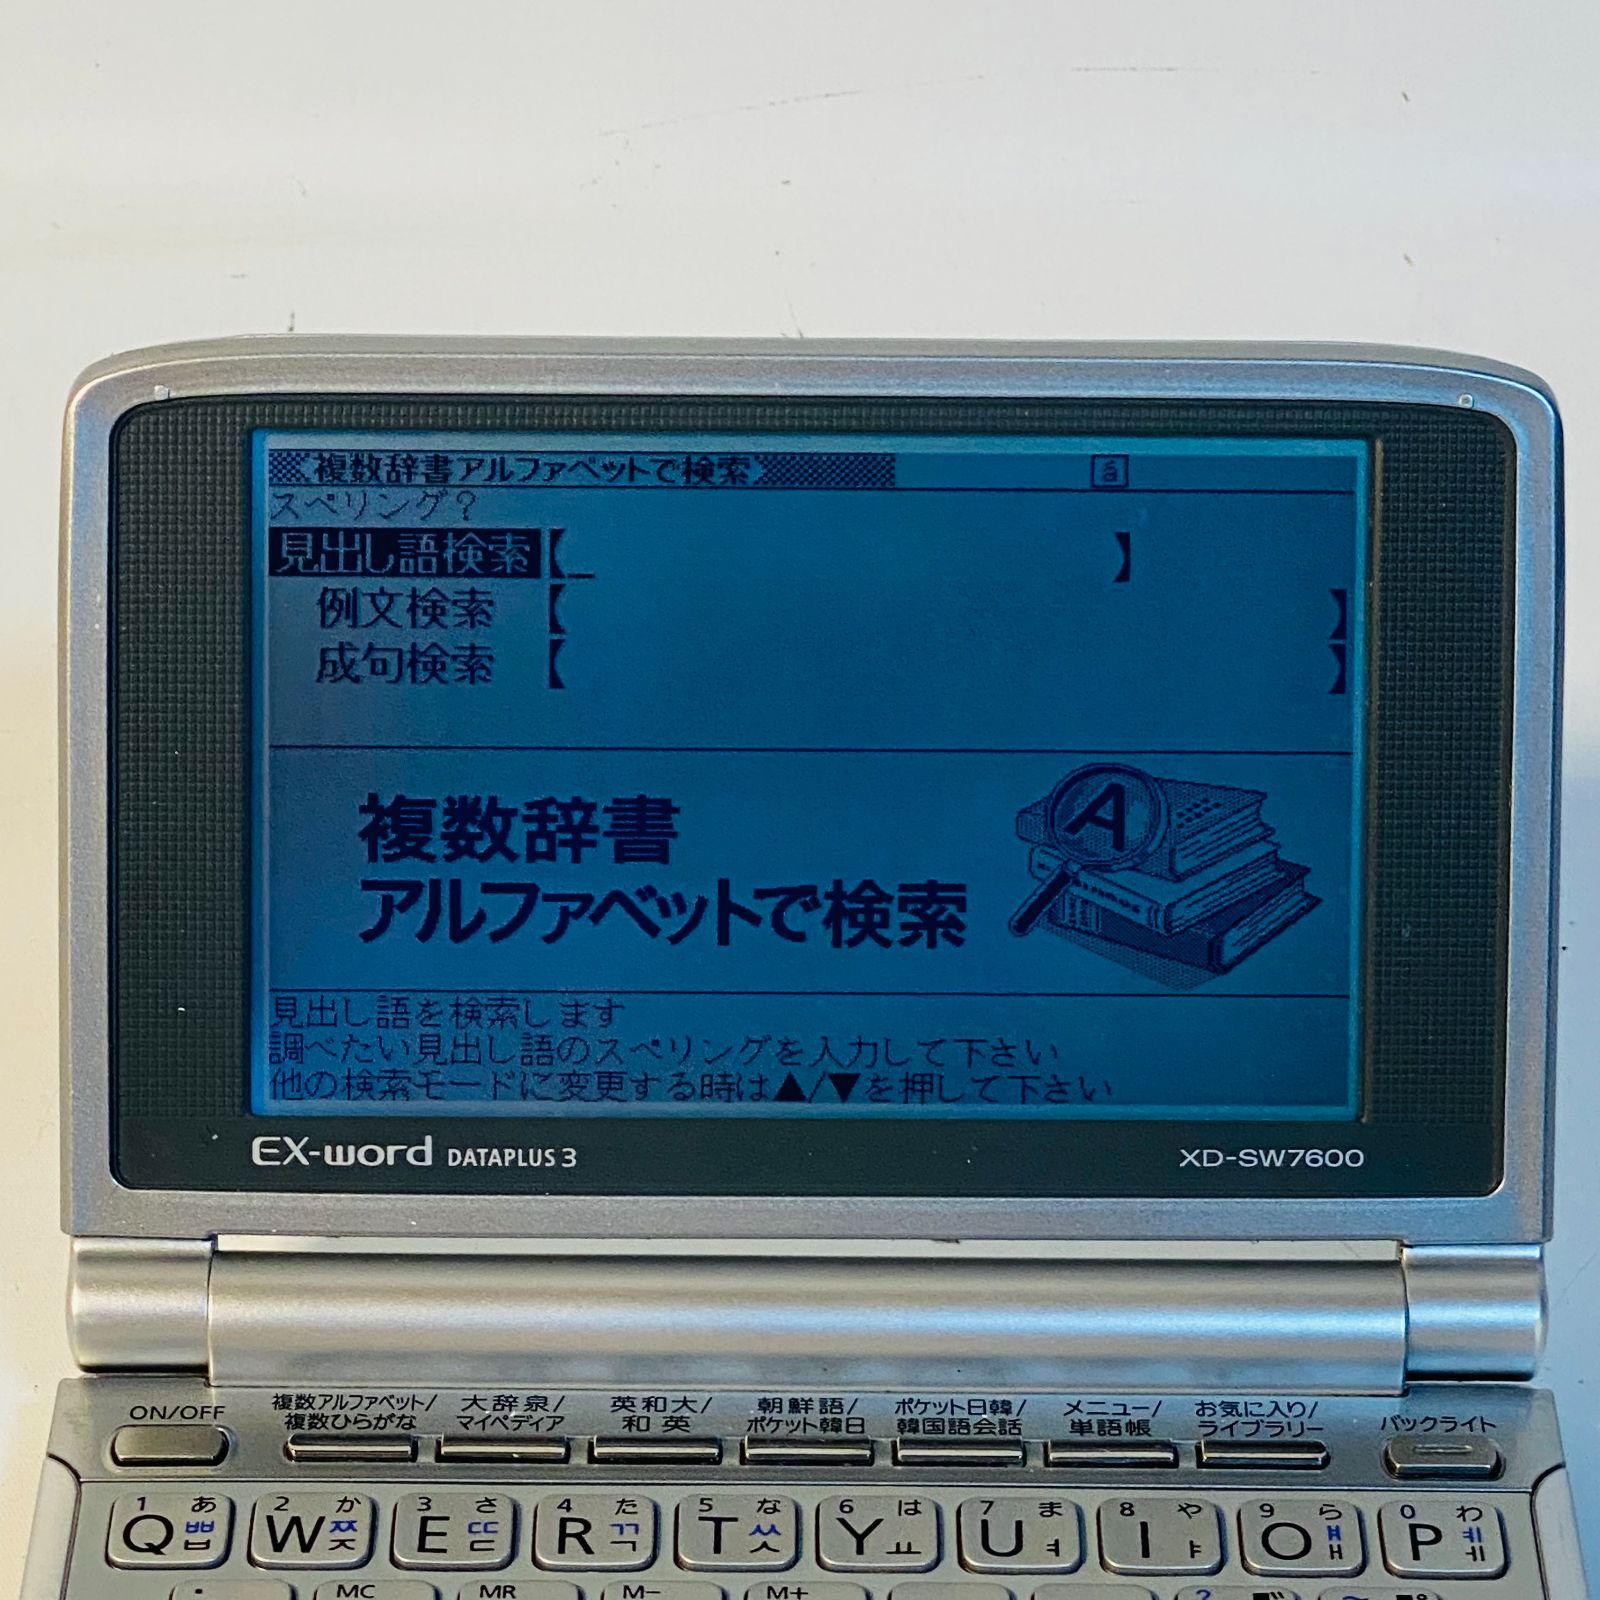 複数辞書アルファベットで検索 á
スペリング?
見出し語検索【_ 】
例文検索【 】
成句検索【 】
A
複数辞書
アルファベットで検索
見出し語を検索します
調べたい見出し語のスペリングを入力して下さい
他の検索モードに変更する時は▲/▼を押して下さい
EX-word DATAPLUS 3 XD-SW7600
ON/OFF
複数アルファベット/
複数ひらがな
大辞泉/
マイペディア
英和大/
和英
朝鮮語/
ポケット韓日
ポケット日韓/
韓国語会話
メニュー/
単語帳
お気に入り/
ライブラリー
バックライト
1 あ 2 か 3 さ 4 た 5 な 6 は 7 ま 8 や 9 ら 0 わ
Q ㅃ ㅂ W ㅉ ㅈ E ㄸ ㄷ R ㄲ ㄱ T ㅆ ㅅ Y ㅛ U ㅕ I ㅑ O ㅒ ㅐ P ㅖ ㅔ
MC MR M- M+ ?